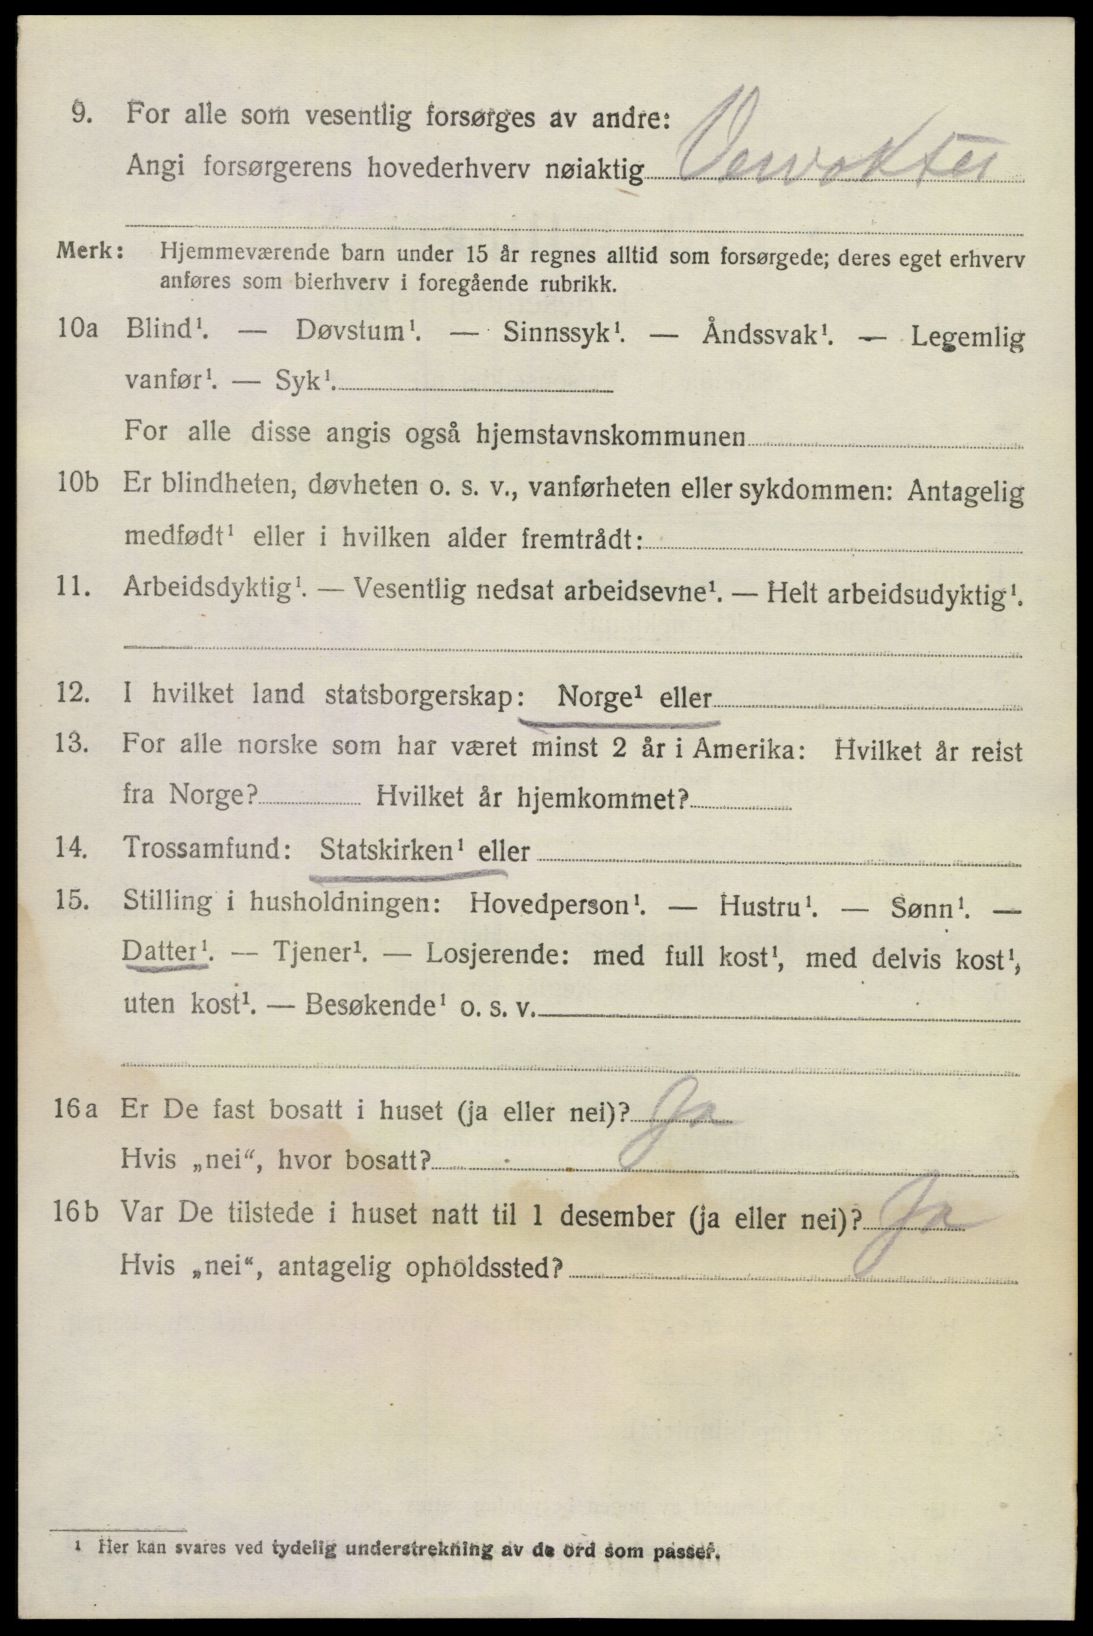 9. For alle som vesentlig forsørges av andre:
Angi forsørgerens hovederhverv nøiaktig
Merk: Hjemmeværende barn under 15 år regnes alltid som forsørgede; deres eget erhverv
anføres som bierhverv i foregående rubrikk.
10a Blind¹. — Døvstum¹. — Sinnssyk¹. — Åndssvak¹. — Legemlig
vanfør¹. — Syk¹.
For alle disse angis også hjemstavnskommunen
10b Er blindheten, døvheten o. s. v., vanførheten eller sykdommen: Antagelig
medfødt¹ eller i hvilken alder fremtrådt:
11. Arbeidsdyktig¹. — Vesentlig nedsat arbeidsevne¹. — Helt arbeidsudyktig¹.
12. I hvilket land statsborgerskap: Norge¹ eller
13. For alle norske som har været minst 2 år i Amerika: Hvilket år reist
fra Norge? Hvilket år hjemkommet?
14. Trossamfund: Statskirken¹ eller
15. Stilling i husholdningen: Hovedperson¹. — Hustru¹. — Sønn¹. —
Datter¹. — Tjener¹. — Losjerende: med full kost¹, med delvis kost¹,
uten kost¹. — Besøkende¹ o. s. v.
16a Er De fast bosatt i huset (ja eller nei)? Ja
Hvis „nei“, hvor bosatt?
16b Var De tilstede i huset natt til 1 desember (ja eller nei)? Ja
Hvis „nei“, antagelig opholdssted?
¹ Her kan svares ved tydelig understrekning av de ord som passer.